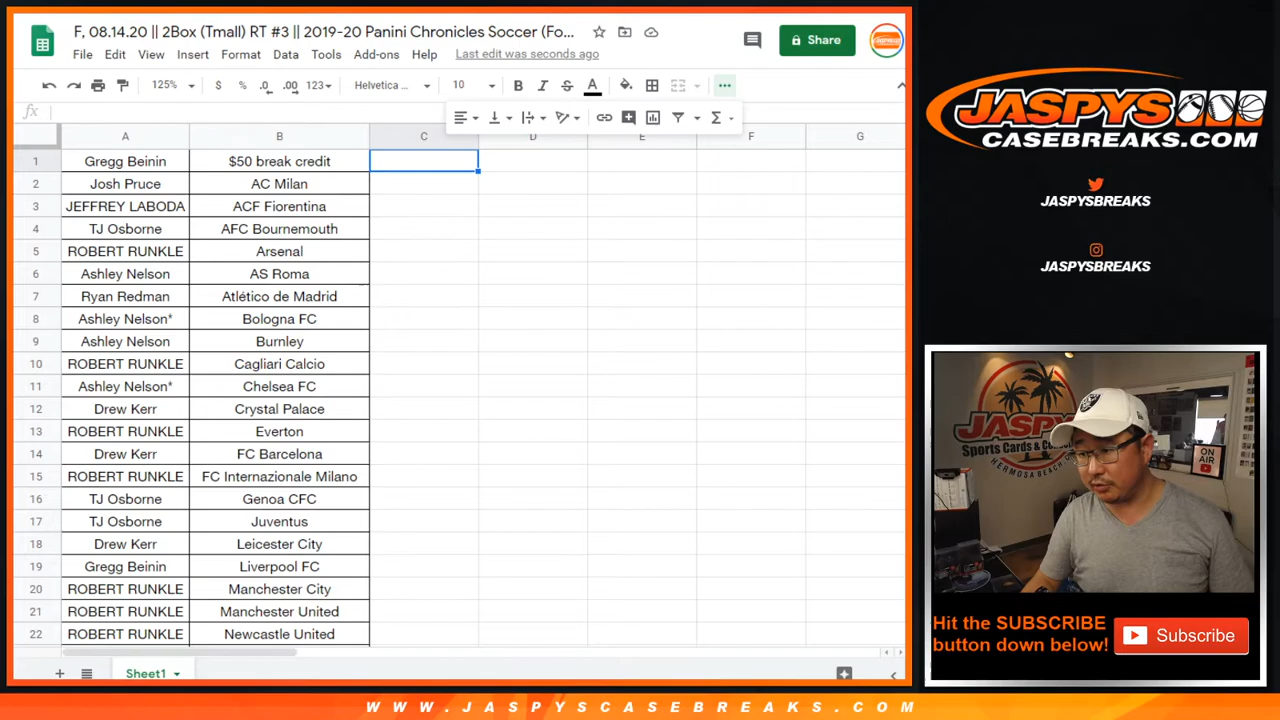 F, 08.14.20 || 2Box (Tmall) RT #3 || 2019-20 Panini Chronicles Soccer (Fo...
File Edit View Insert Format Data Tools Add-ons Help Last edit was seconds ago
Share
125% $ % .0 .00 123 Helvetica ... 10 B I S A
fx
A B C D E F G
1 Gregg Beinin $50 break credit
2 Josh Pruce AC Milan
3 JEFFREY LABODA ACF Fiorentina
4 TJ Osborne AFC Bournemouth
5 ROBERT RUNKLE Arsenal
6 Ashley Nelson AS Roma
7 Ryan Redman Atlético de Madrid
8 Ashley Nelson* Bologna FC
9 Ashley Nelson Burnley
10 ROBERT RUNKLE Cagliari Calcio
11 Ashley Nelson* Chelsea FC
12 Drew Kerr Crystal Palace
13 ROBERT RUNKLE Everton
14 Drew Kerr FC Barcelona
15 ROBERT RUNKLE FC Internazionale Milano
16 TJ Osborne Genoa CFC
17 TJ Osborne Juventus
18 Drew Kerr Leicester City
19 Gregg Beinin Liverpool FC
20 ROBERT RUNKLE Manchester City
21 ROBERT RUNKLE Manchester United
22 ROBERT RUNKLE Newcastle United
Sheet1
JASPYS
CASEBREAKS.COM
JASPYSBREAKS
JASPYSBREAKS
JASPYS
Sports Cards &
HERMOSA BEACH
ON AIR
Hit the SUBSCRIBE
button down below!
Subscribe
WWW.JASPYSCASEBREAKS.COM